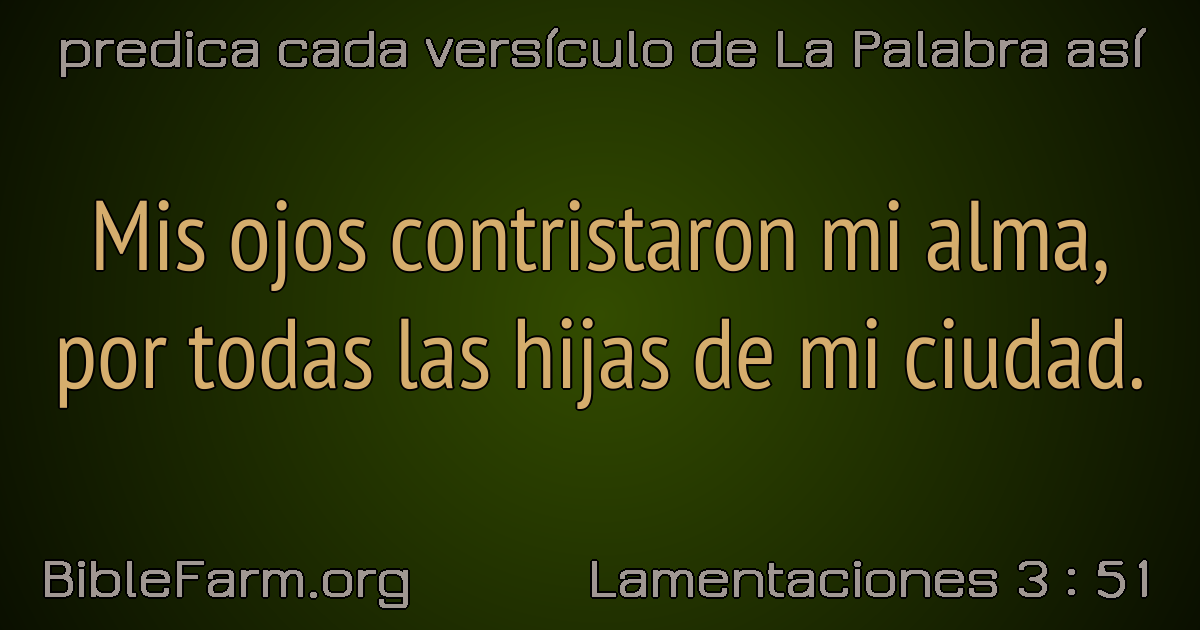 predica cada versículo de La Palabra así
Mis ojos contristaron mi alma,
por todas las hijas de mi ciudad.
BibleFarm.org
Lamentaciones 3 : 51